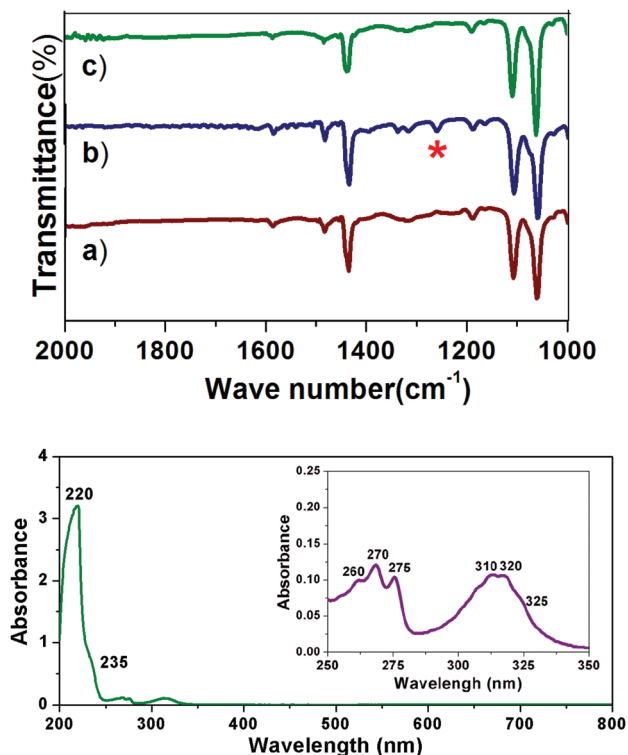 Transmittance(%)
c)
b)
*
a)
2000 1800 1600 1400 1200 1000
Wave number(cm⁻¹)
Absorbance
4
3
2
1
0
220
235
200 300 400 500 600 700 800
Wavelength (nm)
Absorbance
0.25
0.20
0.15
0.10
0.05
0.00
260 270 275 310 320 325
250 275 300 325 350
Wavelengh (nm)